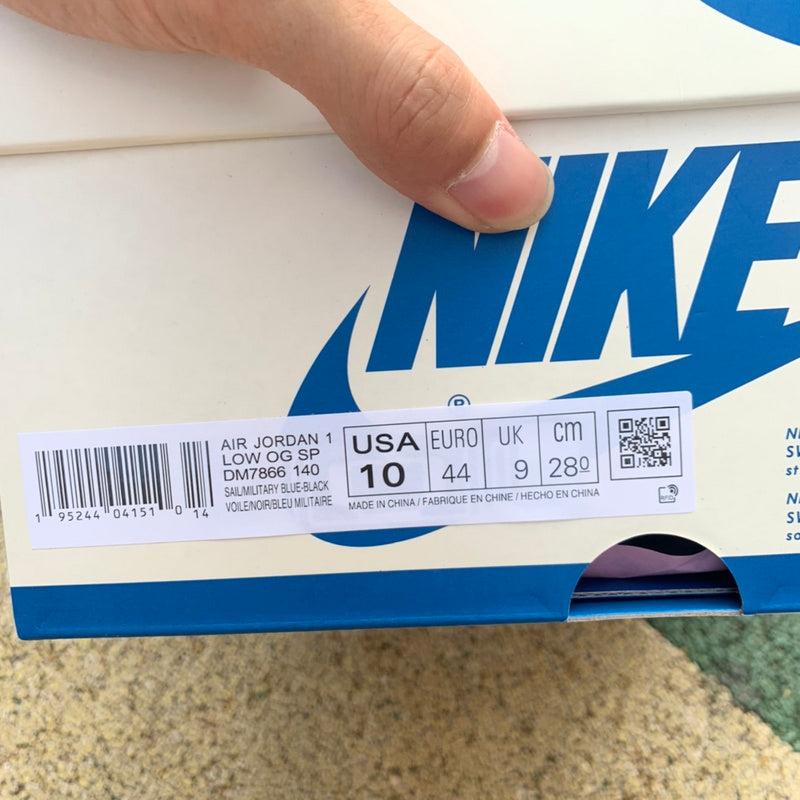 NIKE
®
AIR JORDAN 1
LOW OG SP
DM7866 140
SAIL/MILITARY BLUE-BLACK
VOILE/NOIR/BLEU MILITAIRE
1 95244 04151 0 14
USA
10
EURO
44
UK
9
cm
28.0
MADE IN CHINA / FABRIQUE EN CHINE / HECHO EN CHINA
RFID